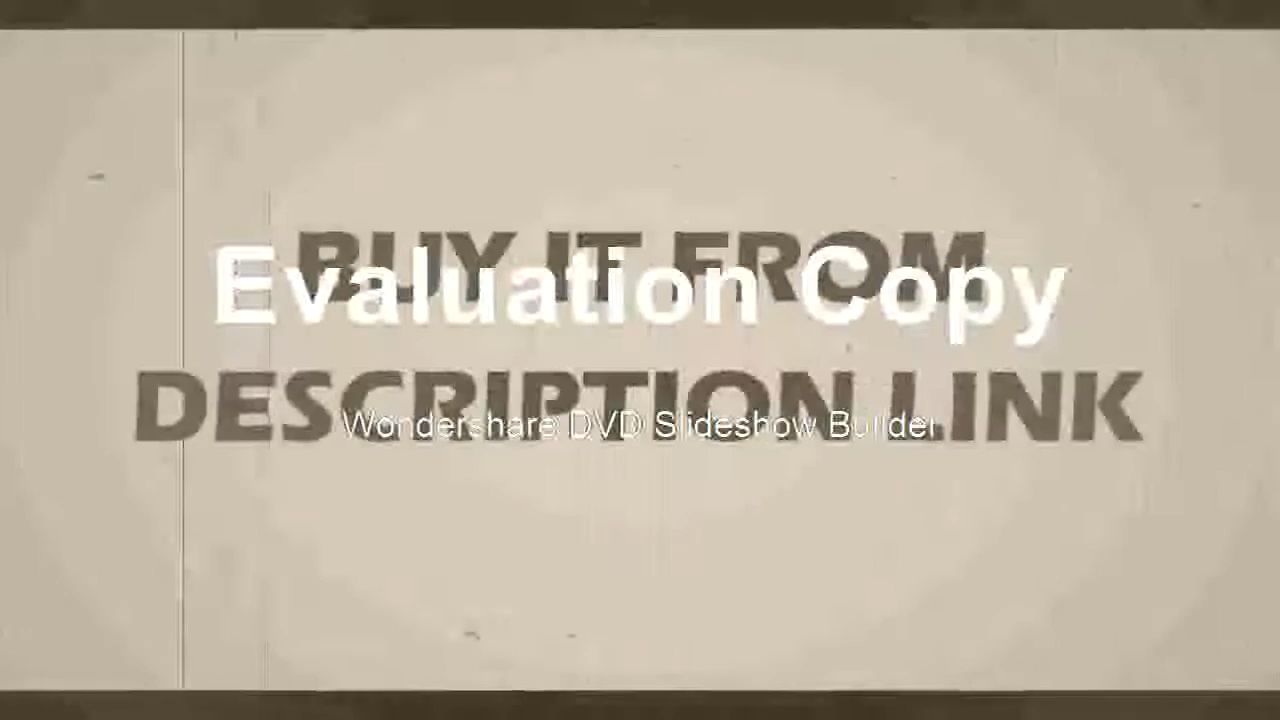 BUY IT FROM
Evaluation Copy
DESCRIPTION LINK
Wondershare DVD Slideshow Builder